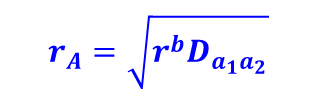 r_A = √(r^b D_{a_1 a_2})